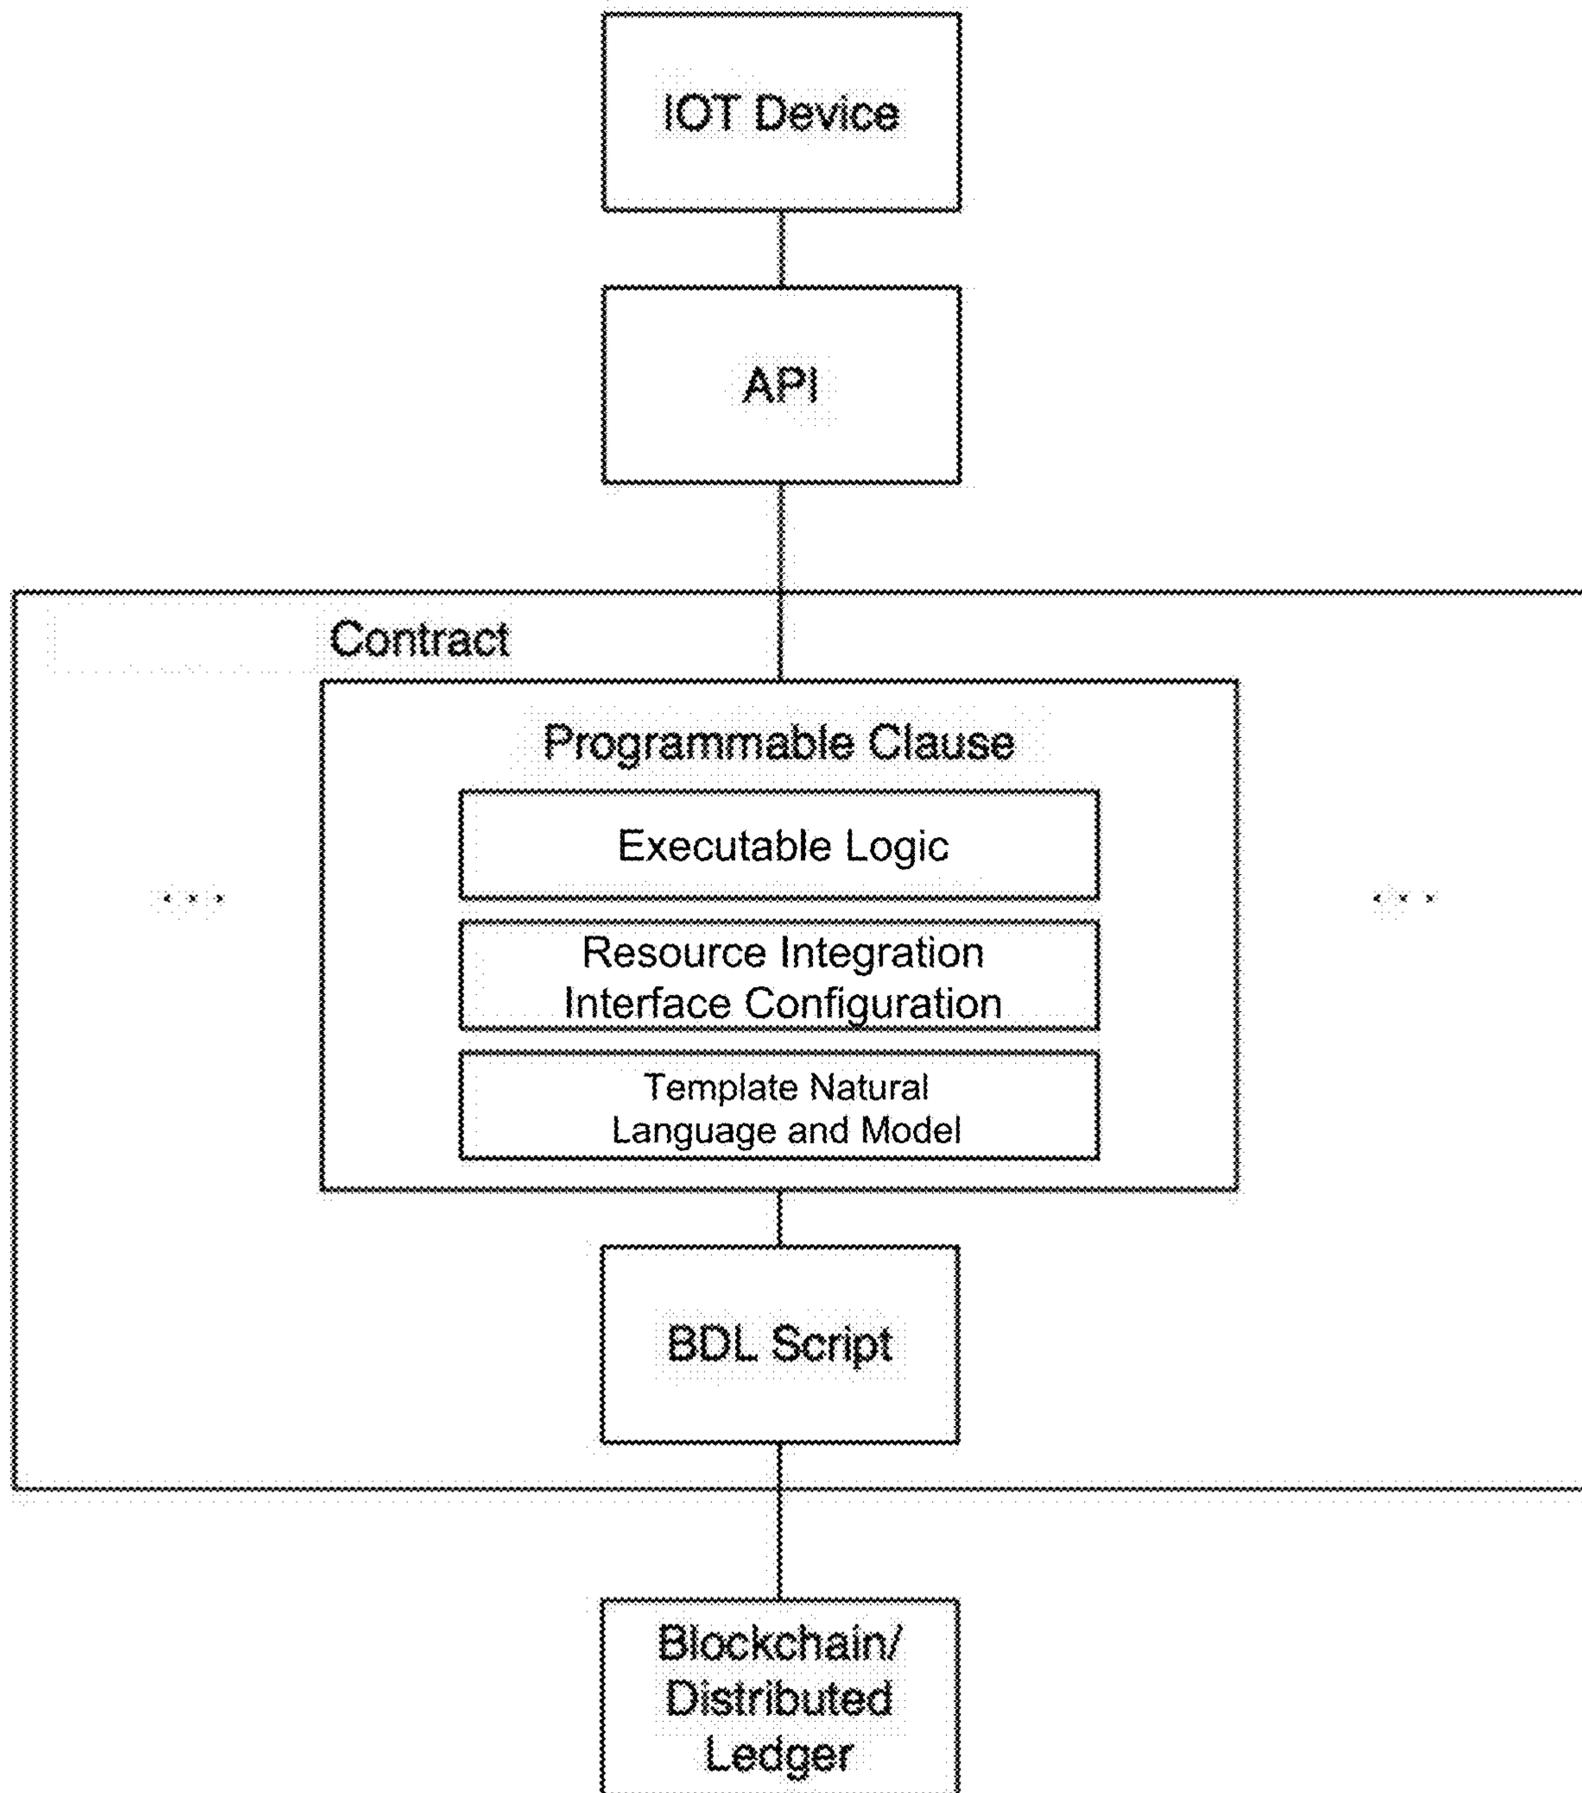 IOT Device
API
Contract
Programmable Clause
Executable Logic
Resource Integration
Interface Configuration
Template Natural
Language and Model
BDL Script
Blockchain/
Distributed
Ledger